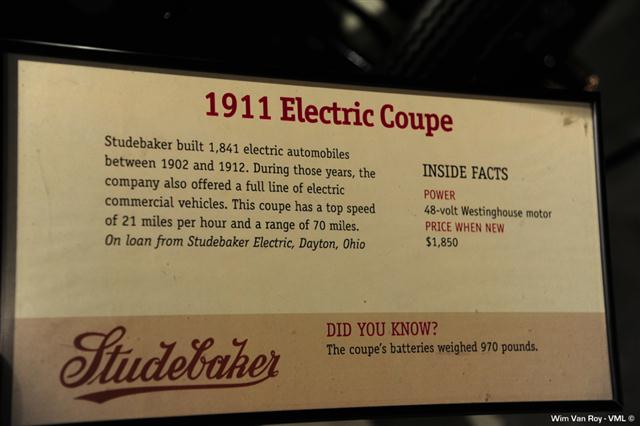 1911 Electric Coupe
Studebaker built 1,841 electric automobiles
between 1902 and 1912. During those years, the
company also offered a full line of electric
commercial vehicles. This coupe has a top speed
of 21 miles per hour and a range of 70 miles.
On loan from Studebaker Electric, Dayton, Ohio
INSIDE FACTS
POWER
48-volt Westinghouse motor
PRICE WHEN NEW
$1,850
Studebaker
DID YOU KNOW?
The coupe's batteries weighed 970 pounds.
Wim Van Roy - VML ©